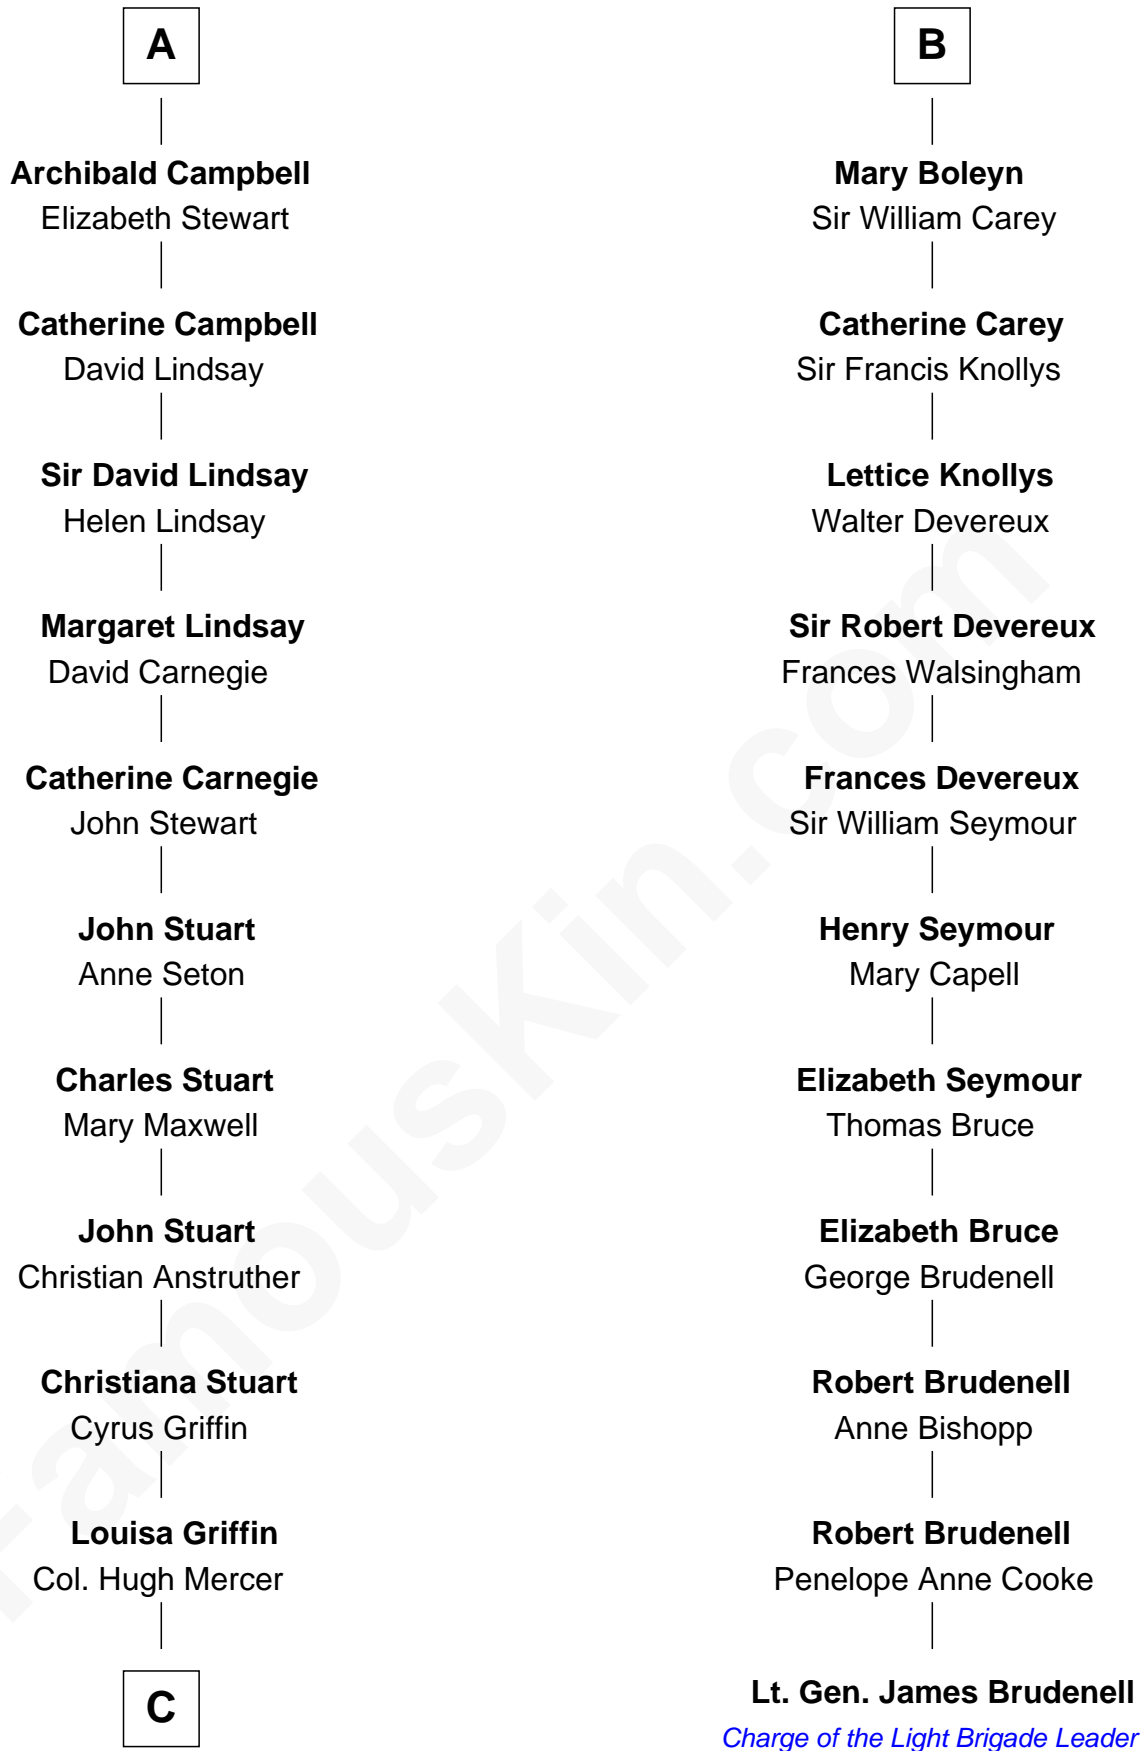 A
Archibald Campbell
Elizabeth Stewart
Catherine Campbell
David Lindsay
Sir David Lindsay
Helen Lindsay
Margaret Lindsay
David Carnegie
Catherine Carnegie
John Stewart
John Stuart
Anne Seton
Charles Stuart
Mary Maxwell
John Stuart
Christian Anstruther
Christiana Stuart
Cyrus Griffin
Louisa Griffin
Col. Hugh Mercer
C
B
Mary Boleyn
Sir William Carey
Catherine Carey
Sir Francis Knollys
Lettice Knollys
Walter Devereux
Sir Robert Devereux
Frances Walsingham
Frances Devereux
Sir William Seymour
Henry Seymour
Mary Capell
Elizabeth Seymour
Thomas Bruce
Elizabeth Bruce
George Brudenell
Robert Brudenell
Anne Bishopp
Robert Brudenell
Penelope Anne Cooke
Lt. Gen. James Brudenell
Charge of the Light Brigade Leader
FamousKin.com